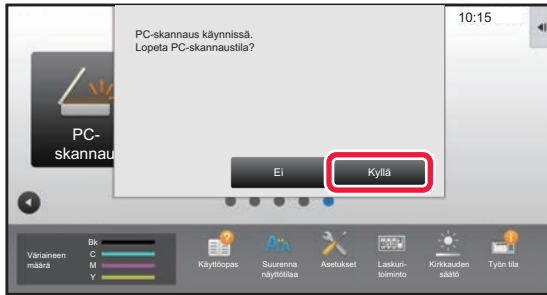 10:15
PC-skannaus käynnissä.
Lopeta PC-skannaustila?
PC-
skannau
Ei
Kyllä
Väriaineen
määrä
Bk
C
M
Y
Käyttöopas
Suurenna
näyttötilaa
Asetukset
Laskuri-
toiminto
Kirkkauden
säätö
Työn tila